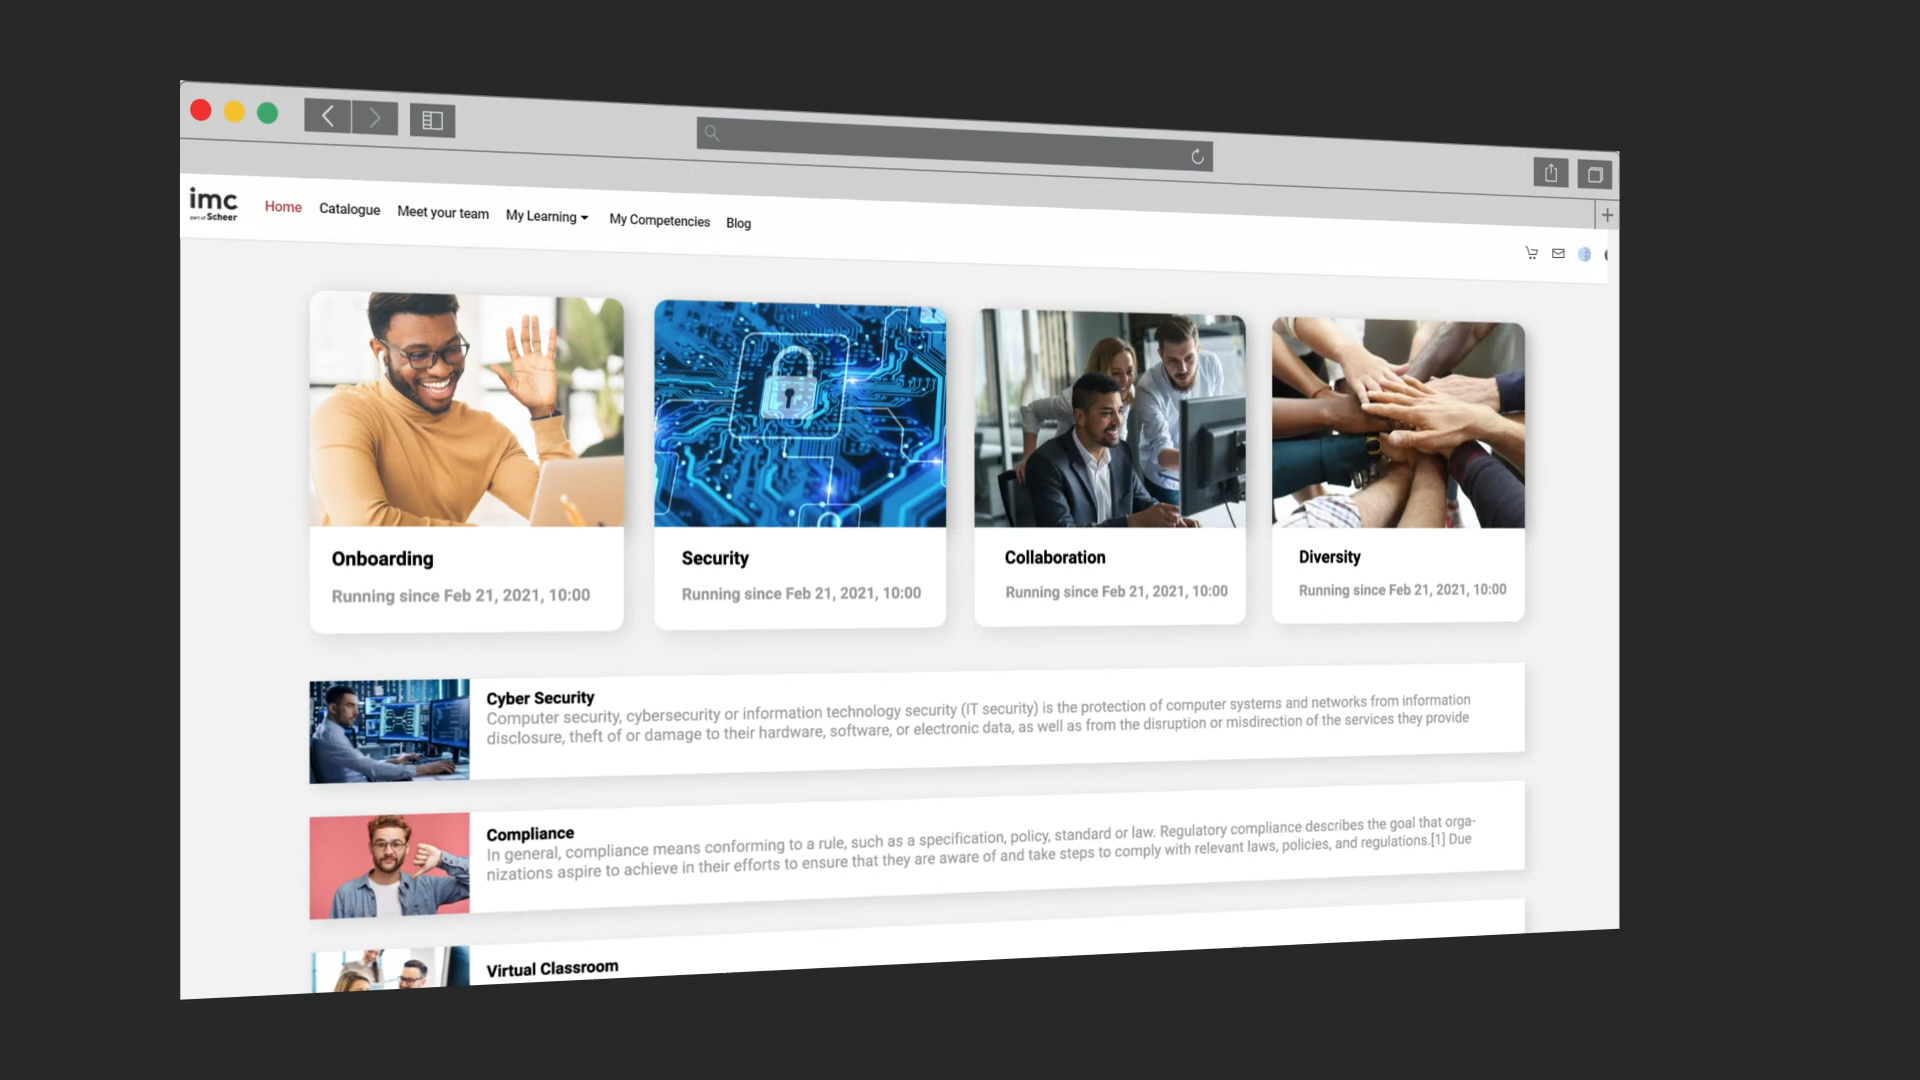 imc
part of Scheer
Home Catalogue Meet your team My Learning My Competencies Blog
Onboarding
Running since Feb 21, 2021, 10:00
Security
Running since Feb 21, 2021, 10:00
Collaboration
Running since Feb 21, 2021, 10:00
Diversity
Running since Feb 21, 2021, 10:00
Cyber Security
Computer security, cybersecurity or information technology security (IT security) is the protection of computer systems and networks from information
disclosure, theft of or damage to their hardware, software, or electronic data, as well as from the disruption or misdirection of the services they provide
Compliance
In general, compliance means conforming to a rule, such as a specification, policy, standard or law. Regulatory compliance describes the goal that orga-
nizations aspire to achieve in their efforts to ensure that they are aware of and take steps to comply with relevant laws, policies, and regulations.[1] Due
Virtual Classroom